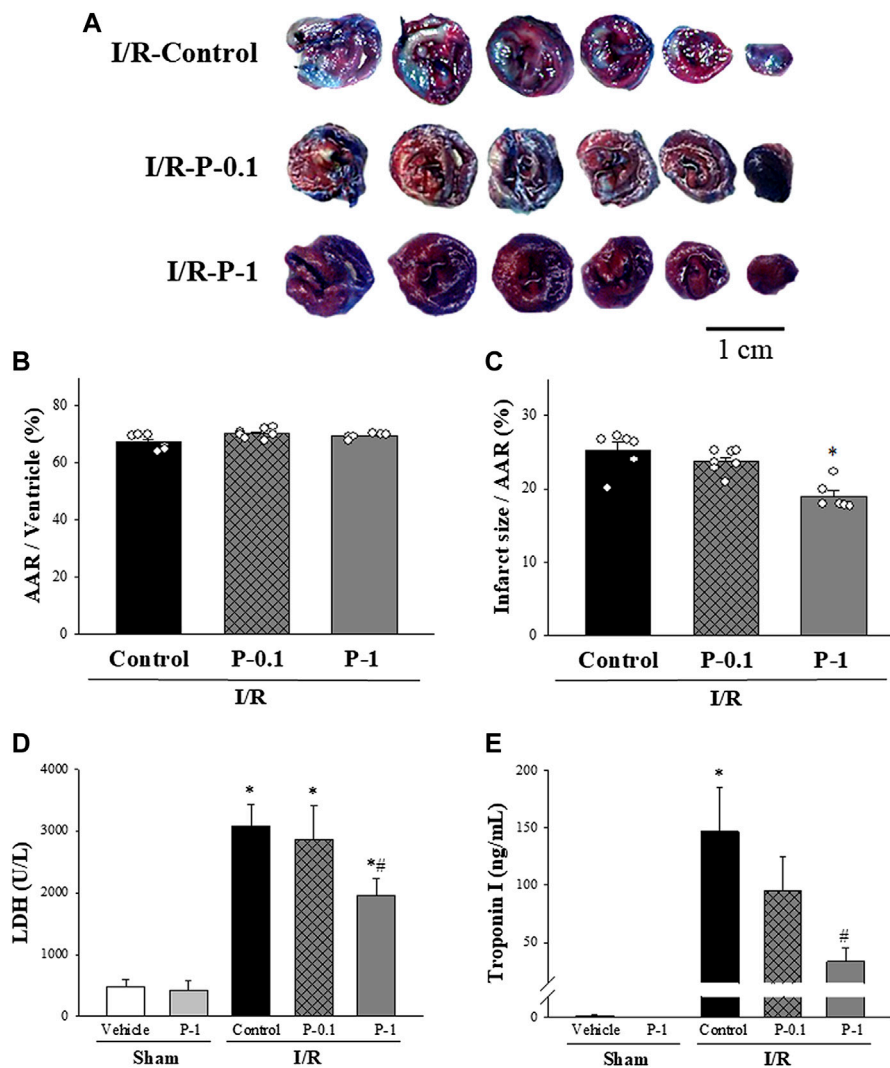 A
I/R-Control
I/R-P-0.1
I/R-P-1
1 cm
B
AAR / Ventricle (%)
80
60
40
20
0
Control P-0.1 P-1
I/R
C
Infarct size / AAR (%)
30
20
10
0
*
Control P-0.1 P-1
I/R
D
LDH (U/L)
4000
3000
2000
1000
0
* * *#
Vehicle P-1 Control P-0.1 P-1
Sham I/R
E
Troponin I (ng/mL)
200
150
100
50
0
* #
Vehicle P-1 Control P-0.1 P-1
Sham I/R